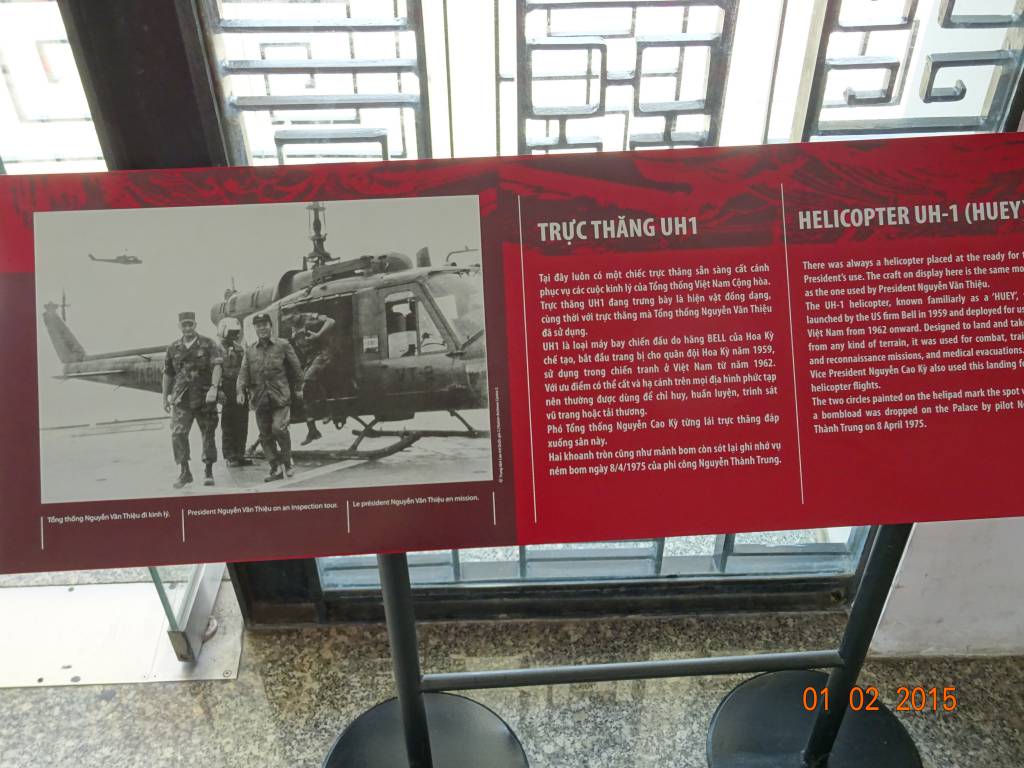 TRỰC THĂNG UH1
Tại đây luôn có một chiếc trực thăng sẵn sàng cất cánh
phục vụ các cuộc kinh lý của Tổng thống Việt Nam Cộng hòa.
Trực thăng UH1 đang trưng bày là hiện vật đồng dạng,
cùng thời với trực thăng mà Tổng thống Nguyễn Văn Thiệu
đã sử dụng.
UH1 là loại máy bay chiến đấu do hãng BELL của Hoa Kỳ
chế tạo, bắt đầu trang bị cho quân đội Hoa Kỳ năm 1959,
sử dụng trong chiến tranh ở Việt Nam từ năm 1962.
Với ưu điểm có thể cất và hạ cánh trên mọi địa hình phức tạp
nên thường được dùng để chỉ huy, huấn luyện, trinh sát
vũ trang hoặc tải thương.
Phó Tổng thống Nguyễn Cao Kỳ từng lái trực thăng đáp
xuống sân này.
Hai khoanh tròn cũng như mảnh bom còn sót lại ghi nhớ vụ
ném bom ngày 8/4/1975 của phi công Nguyễn Thành Trung.
HELICOPTER UH-1 (HUEY
There was always a helicopter placed at the ready for
President's use. The craft on display here is the same
as the one used by President Nguyễn Văn Thiệu.
The UH-1 helicopter, known familiarly as a 'HUEY',
launched by the US firm Bell in 1959 and deployed for
Việt Nam from 1962 onward. Designed to land and
from any kind of terrain, it was used for combat,
and reconnaissance missions, and medical evacuations.
Vice President Nguyễn Cao Kỳ also used this landing
helicopter flights.
The two circles painted on the helipad mark the spot
a bombload was dropped on the Palace by pilot
Thành Trung on 8 April 1975.
Tổng thống Nguyễn Văn Thiệu đi kinh lý.
President Nguyễn Văn Thiệu on an inspection tour.
Le président Nguyễn Văn Thiệu en mission.
01 02 2015